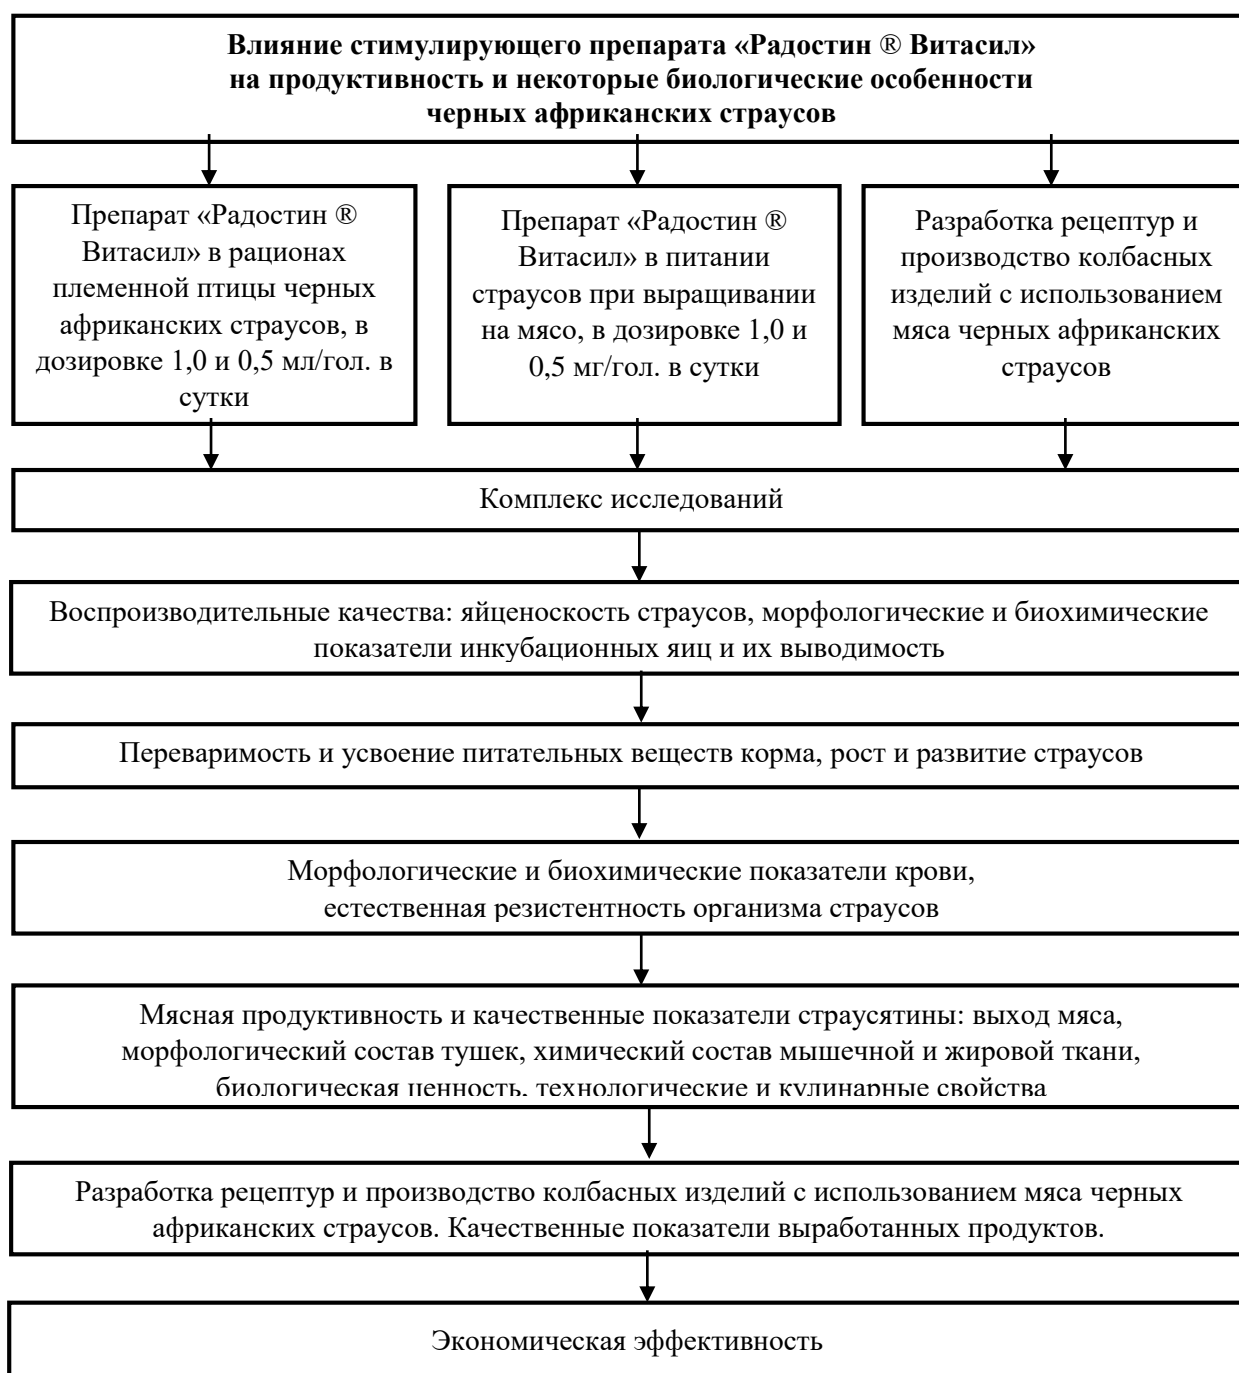 Влияние стимулирующего препарата «Радостин ® Витасил»
на продуктивность и некоторые биологические особенности
черных африканских страусов
Препарат «Радостин ®
Витасил» в рационах
племенной птицы черных
африканских страусов, в
дозировке 1,0 и 0,5 мл/гол. в
сутки
Препарат «Радостин ®
Витасил» в питании
страусов при выращивании
на мясо, в дозировке 1,0 и
0,5 мг/гол. в сутки
Разработка рецептур и
производство колбасных
изделий с использованием
мяса черных африканских
страусов
Комплекс исследований
Воспроизводительные качества: яйценоскость страусов, морфологические и биохимические
показатели инкубационных яиц и их выводимость
Переваримость и усвоение питательных веществ корма, рост и развитие страусов
Морфологические и биохимические показатели крови,
естественная резистентность организма страусов
Мясная продуктивность и качественные показатели страусятины: выход мяса,
морфологический состав тушек, химический состав мышечной и жировой ткани,
биологическая ценность, технологические и кулинарные свойства
Разработка рецептур и производство колбасных изделий с использованием мяса черных
африканских страусов. Качественные показатели выработанных продуктов.
Экономическая эффективность